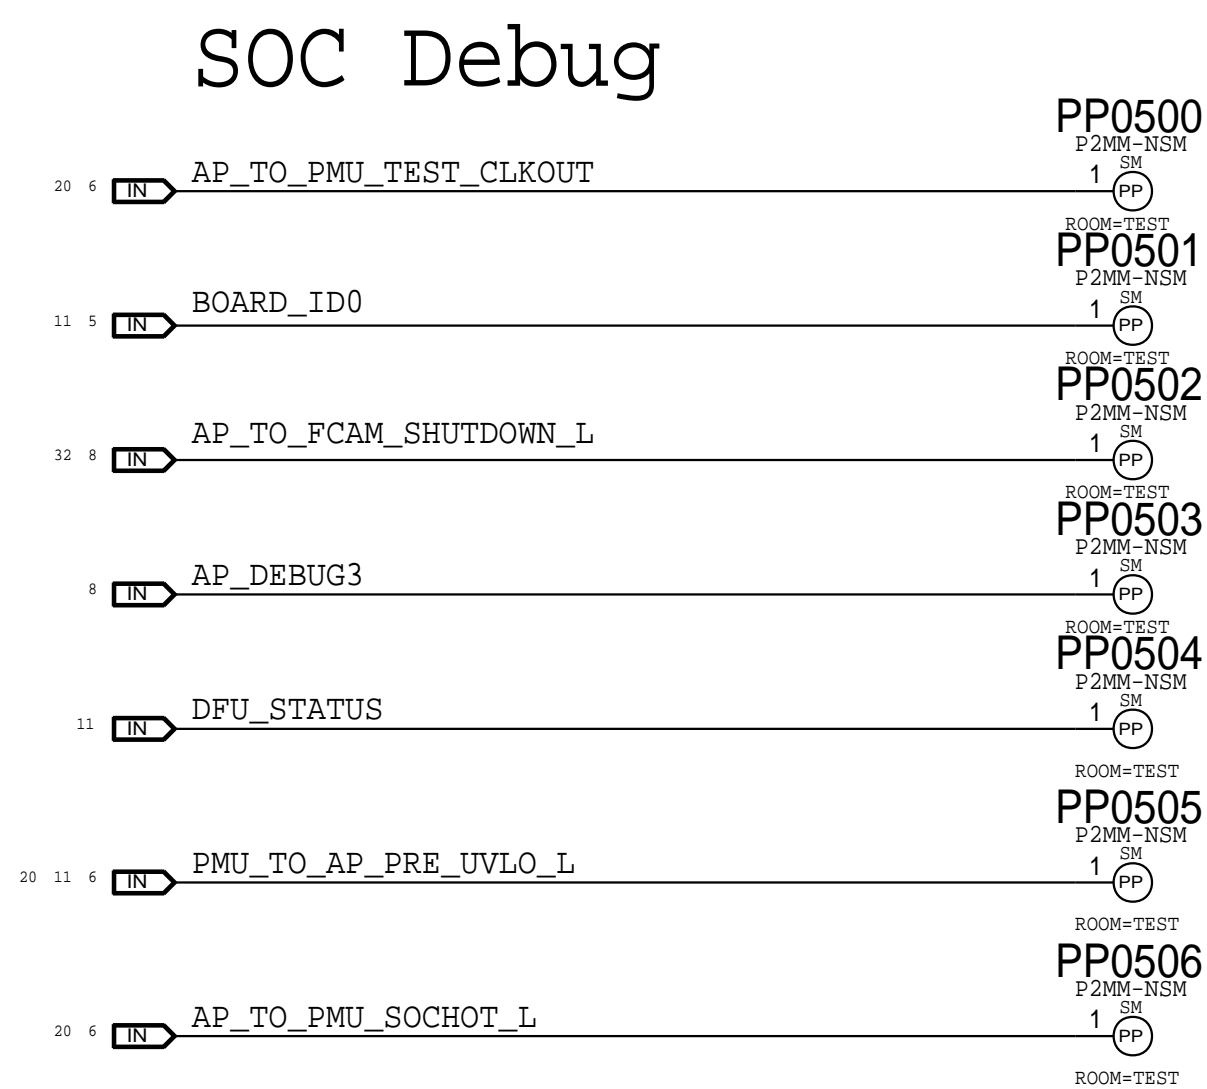 SOC Debug
PP0500
P2MM-NSM
SM
20 6 IN AP_TO_PMU_TEST_CLKOUT 1 PP
ROOM=TEST
PP0501
P2MM-NSM
SM
11 5 IN BOARD_ID0 1 PP
ROOM=TEST
PP0502
P2MM-NSM
SM
32 8 IN AP_TO_FCAM_SHUTDOWN_L 1 PP
ROOM=TEST
PP0503
P2MM-NSM
SM
8 IN AP_DEBUG3 1 PP
ROOM=TEST
PP0504
P2MM-NSM
SM
11 IN DFU_STATUS 1 PP
ROOM=TEST
PP0505
P2MM-NSM
SM
20 11 6 IN PMU_TO_AP_PRE_UVLO_L 1 PP
ROOM=TEST
PP0506
P2MM-NSM
SM
20 6 IN AP_TO_PMU_SOCHOT_L 1 PP
ROOM=TEST